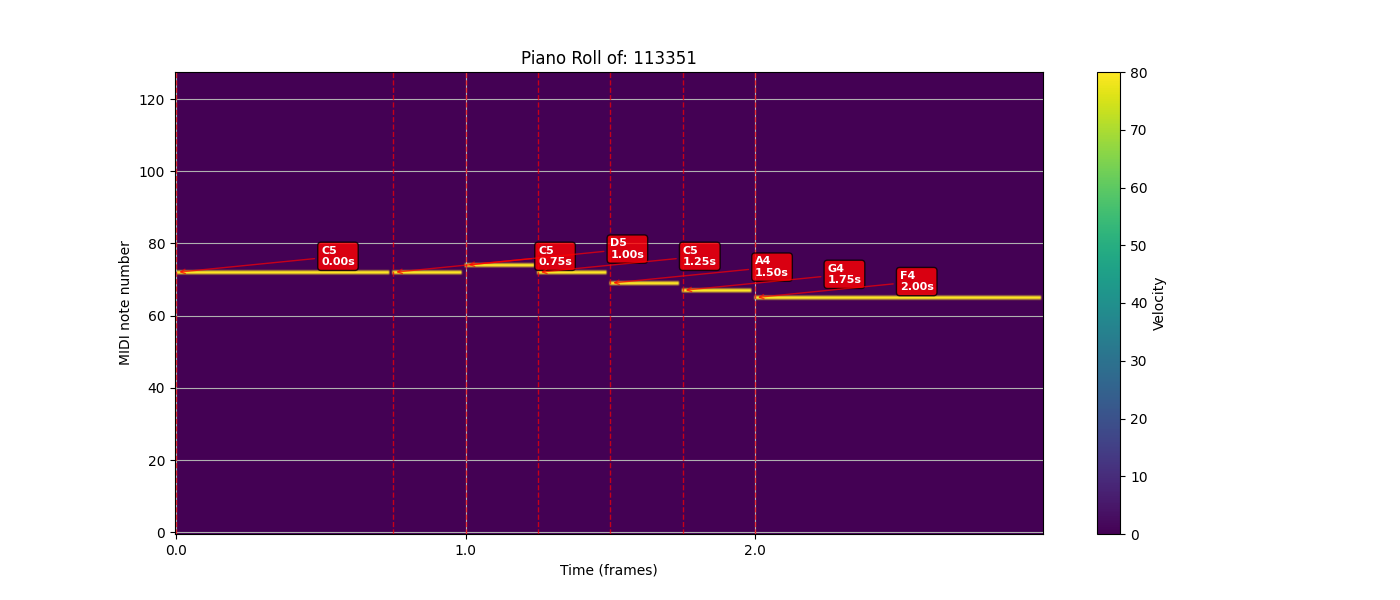 Piano Roll of: 113351
120
100
80
60
40
20
0
MIDI note number
C5
0.00s
C5
0.75s
D5
1.00s
C5
1.25s
A4
1.50s
G4
1.75s
F4
2.00s
0.0
1.0
2.0
Time (frames)
80
70
60
50
40
30
20
10
0
Velocity